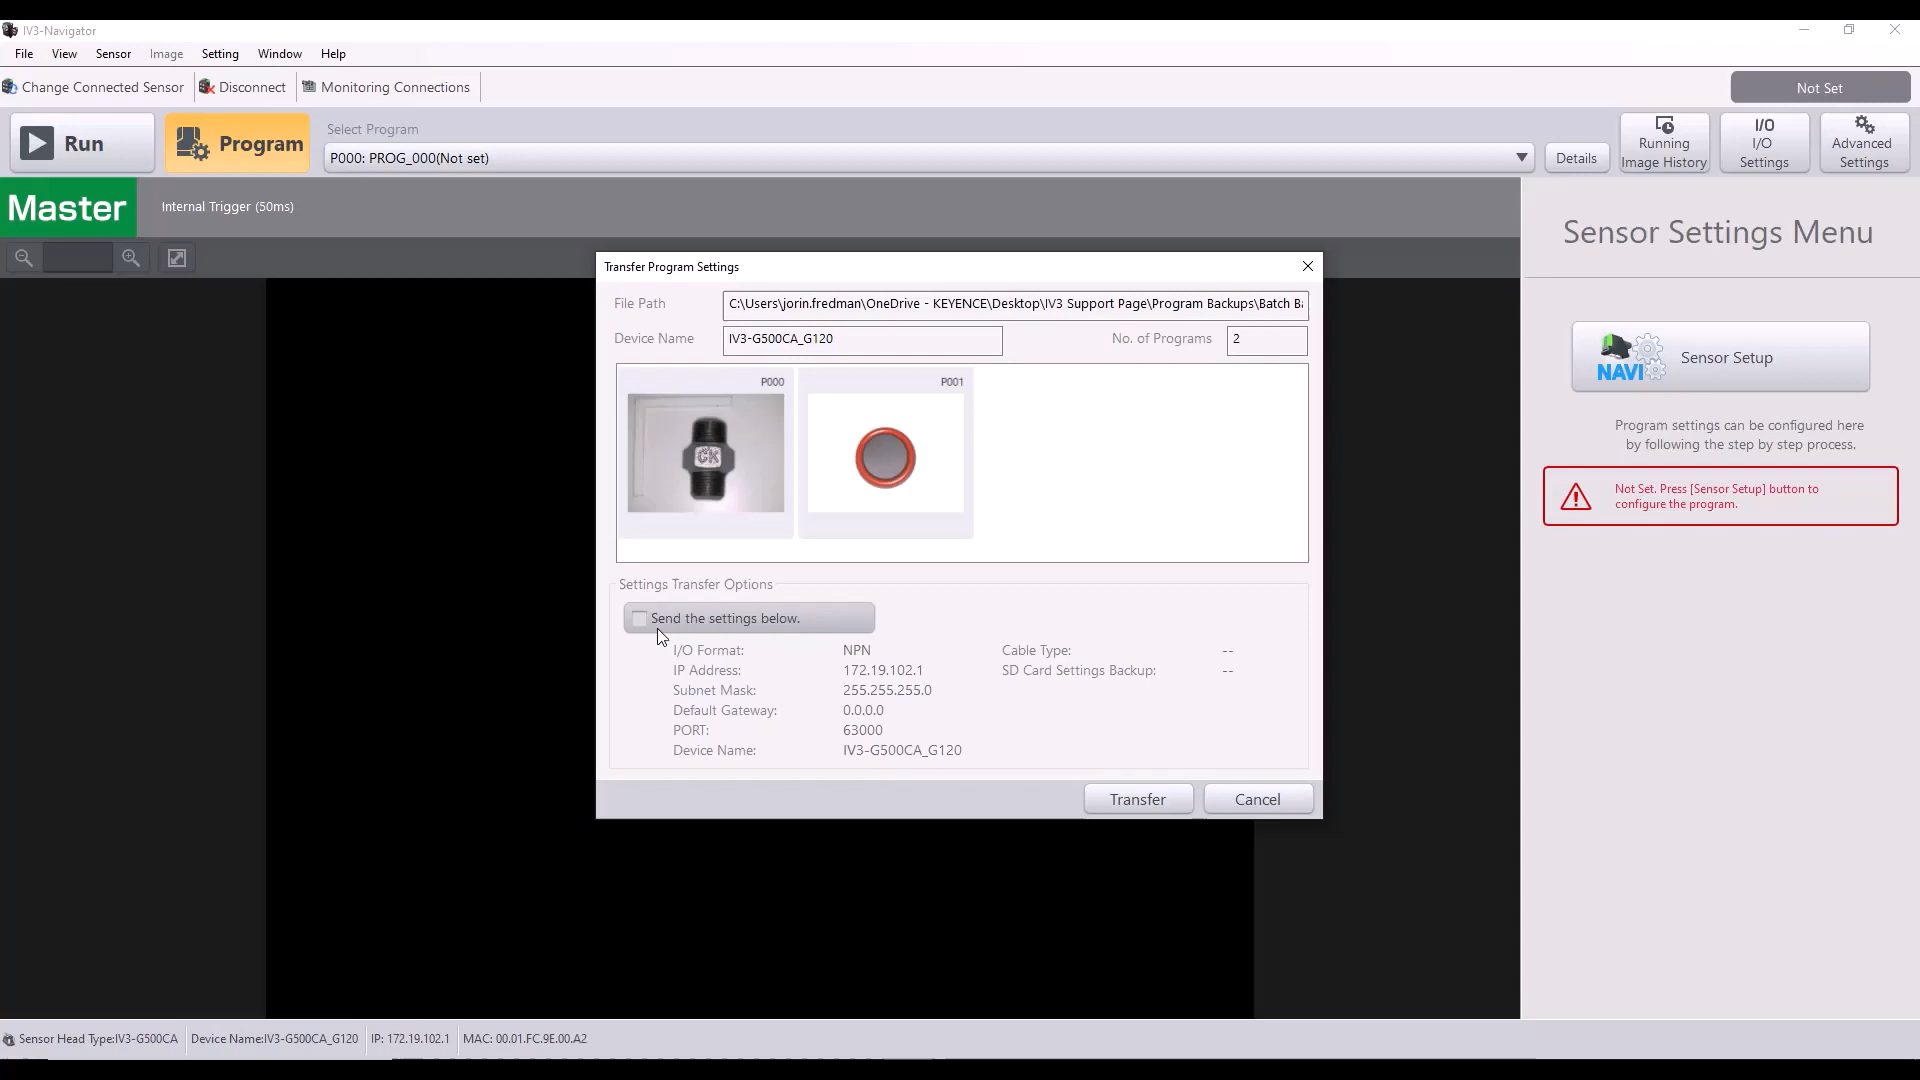 IV3-Navigator
File View Sensor Image Setting Window Help
Change Connected Sensor Disconnect Monitoring Connections
Not Set
Run
Program
Select Program
P000: PROG_000(Not set)
Details
Running
Image History
I/O
I/O
Settings
Advanced
Settings
Master
Internal Trigger (50ms)
Sensor Settings Menu
NAVI
Sensor Setup
Program settings can be configured here
by following the step by step process.
Not Set. Press [Sensor Setup] button to
configure the program.
Transfer Program Settings
File Path C:\Users\jorin.fredman\OneDrive - KEYENCE\Desktop\IV3 Support Page\Program Backups\Batch Ba
Device Name IV3-G500CA_G120 No. of Programs 2
P000 P001
CK
Settings Transfer Options
Send the settings below.
I/O Format: NPN Cable Type: --
IP Address: 172.19.102.1 SD Card Settings Backup: --
Subnet Mask: 255.255.255.0
Default Gateway: 0.0.0.0
PORT: 63000
Device Name: IV3-G500CA_G120
Transfer Cancel
Sensor Head Type:IV3-G500CA Device Name:IV3-G500CA_G120 IP: 172.19.102.1 MAC: 00.01.FC.9E.00.A2